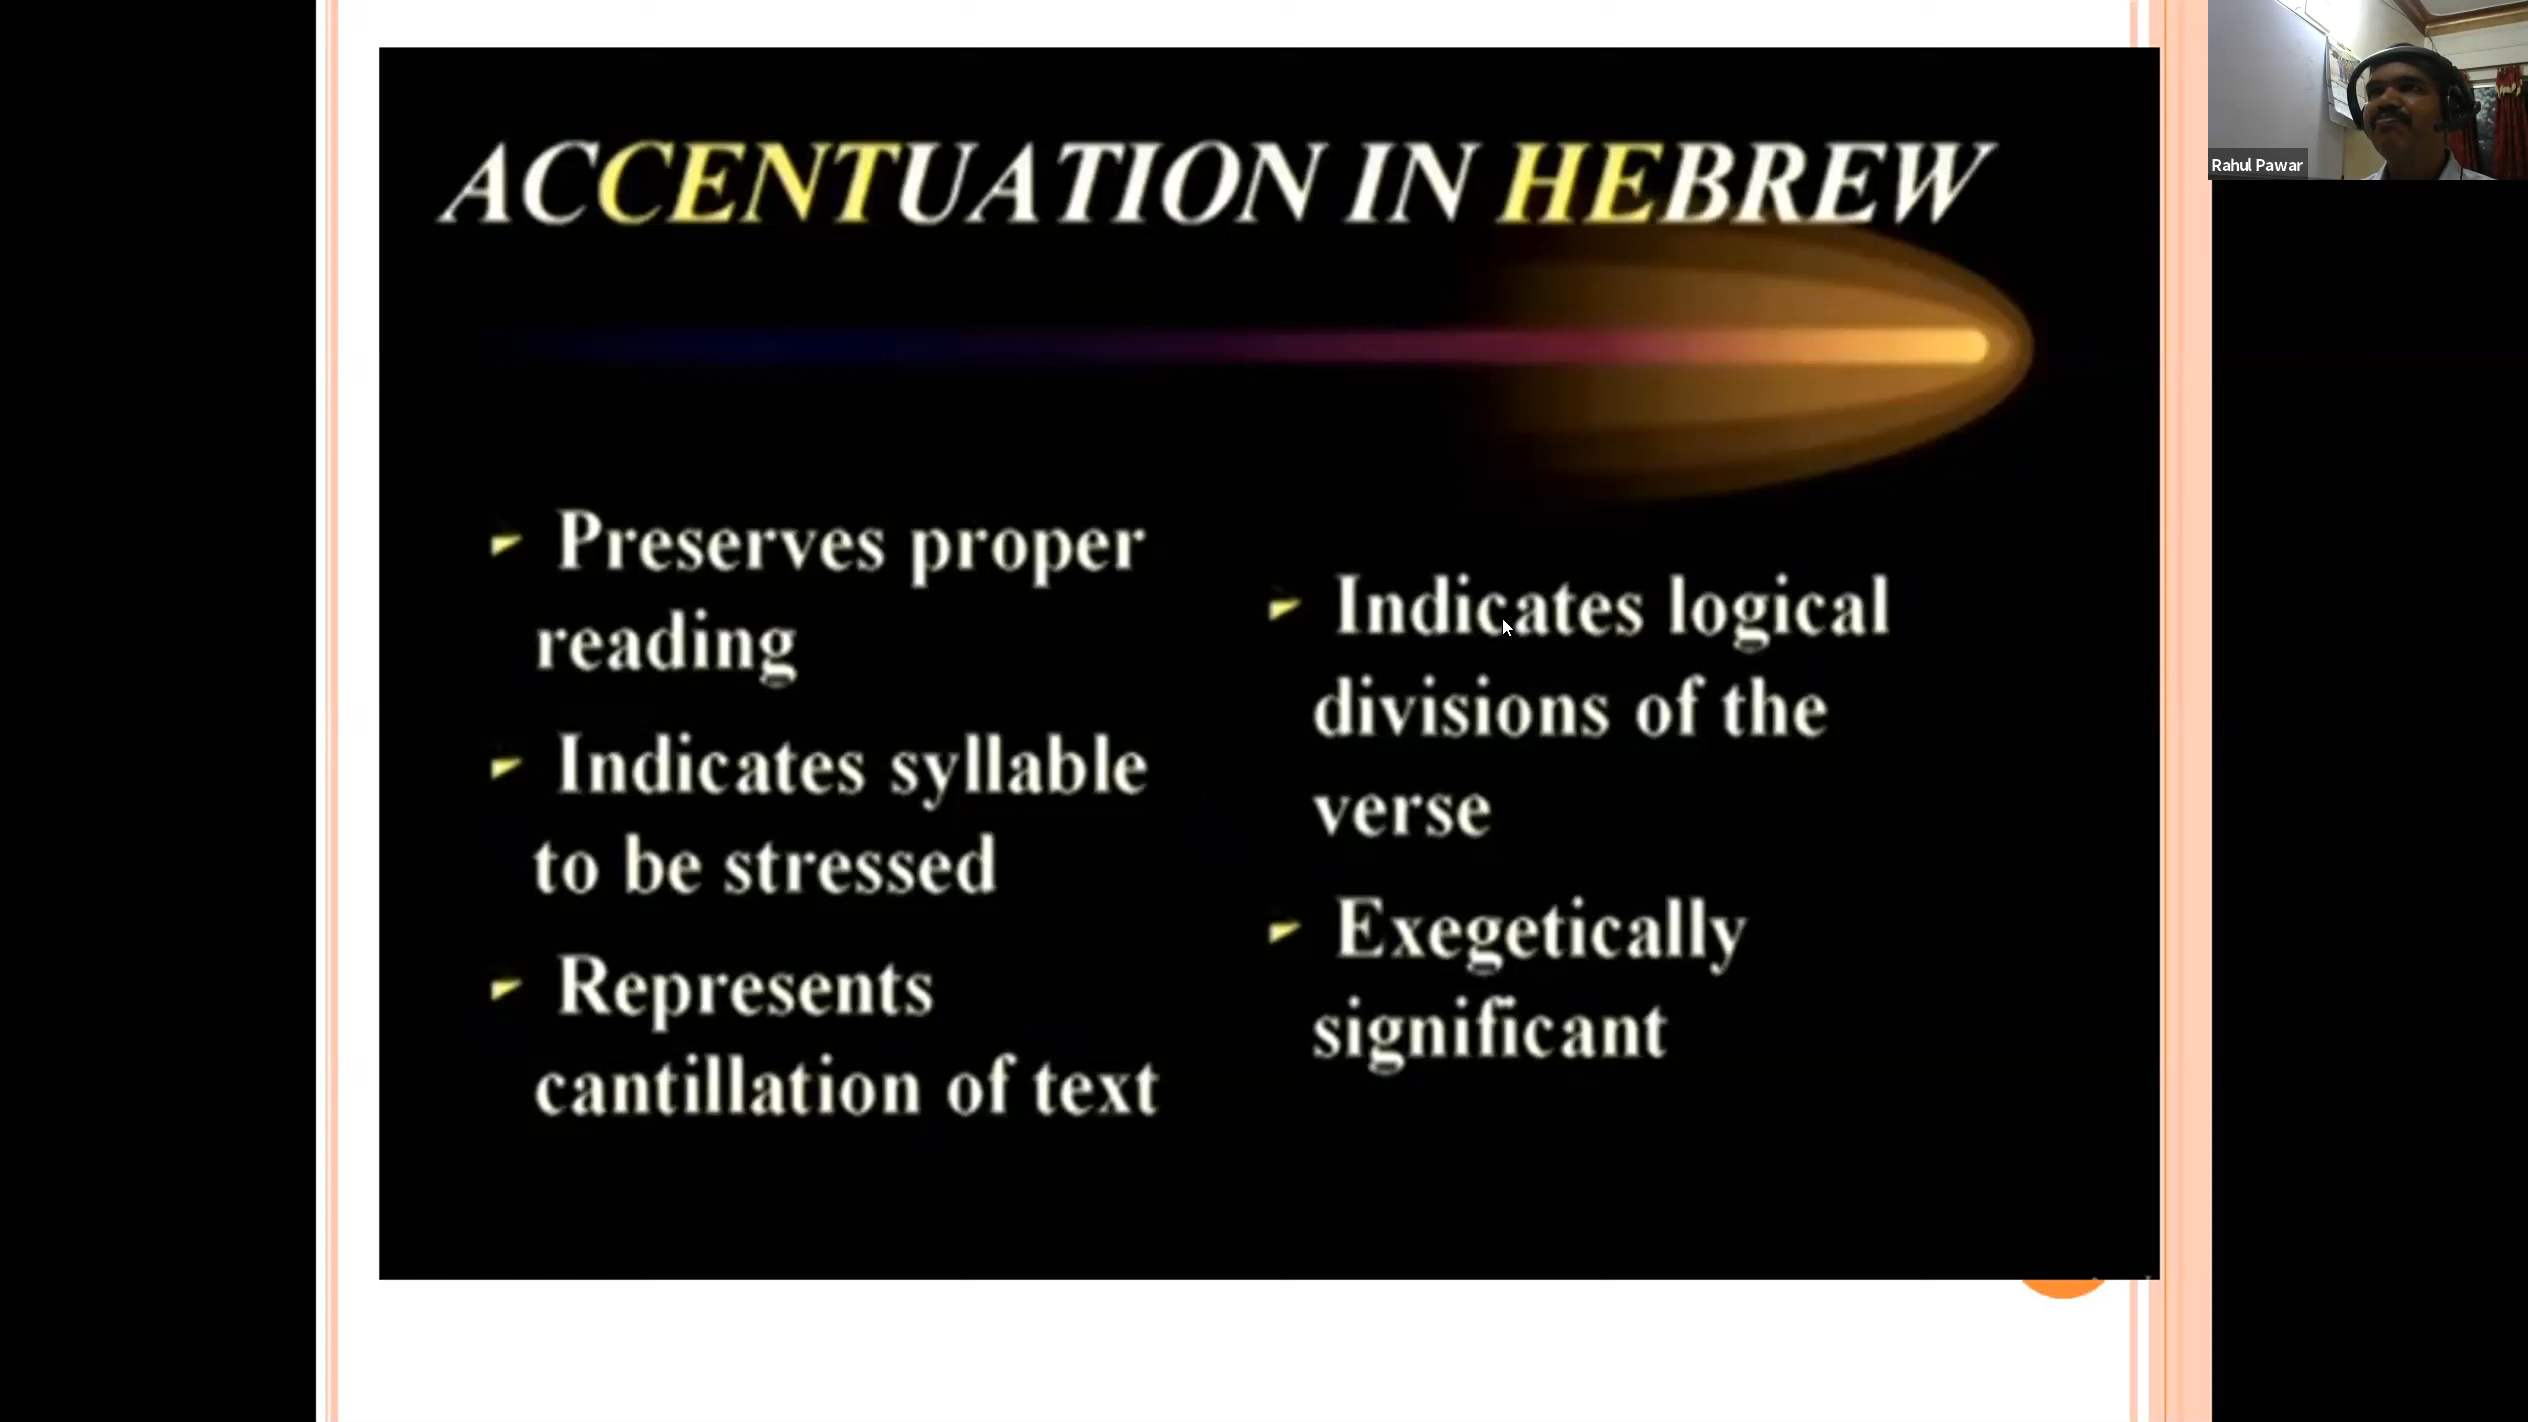 ACCENTUATION IN HEBREW
Preserves proper
reading
Indicates syllable
to be stressed
Represents
cantillation of text
Indicates logical
divisions of the
verse
Exegetically
significant
Rahul Pawar